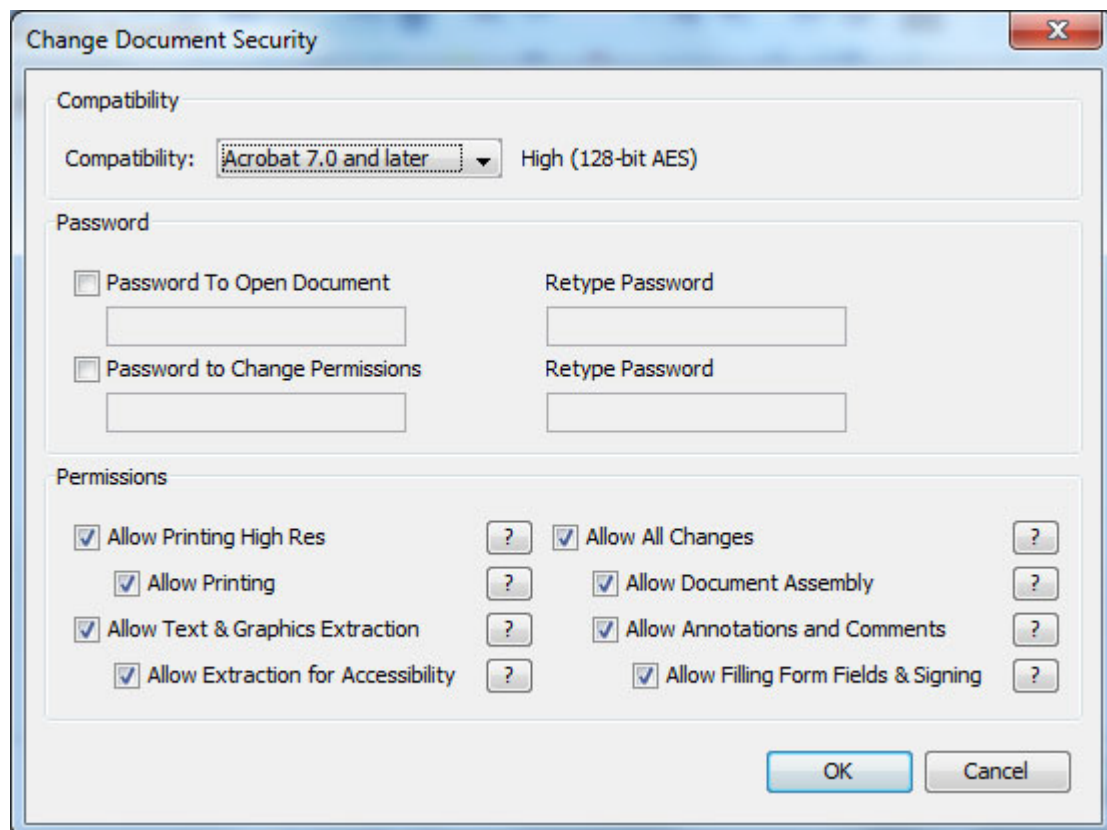 Change Document Security
Compatibility
Compatibility: Acrobat 7.0 and later High (128-bit AES)
Password
Password To Open Document Retype Password
Password to Change Permissions Retype Password
Permissions
Allow Printing High Res ? Allow All Changes ?
Allow Printing ? Allow Document Assembly ?
Allow Text & Graphics Extraction ? Allow Annotations and Comments ?
Allow Extraction for Accessibility ? Allow Filling Form Fields & Signing ?
OK Cancel